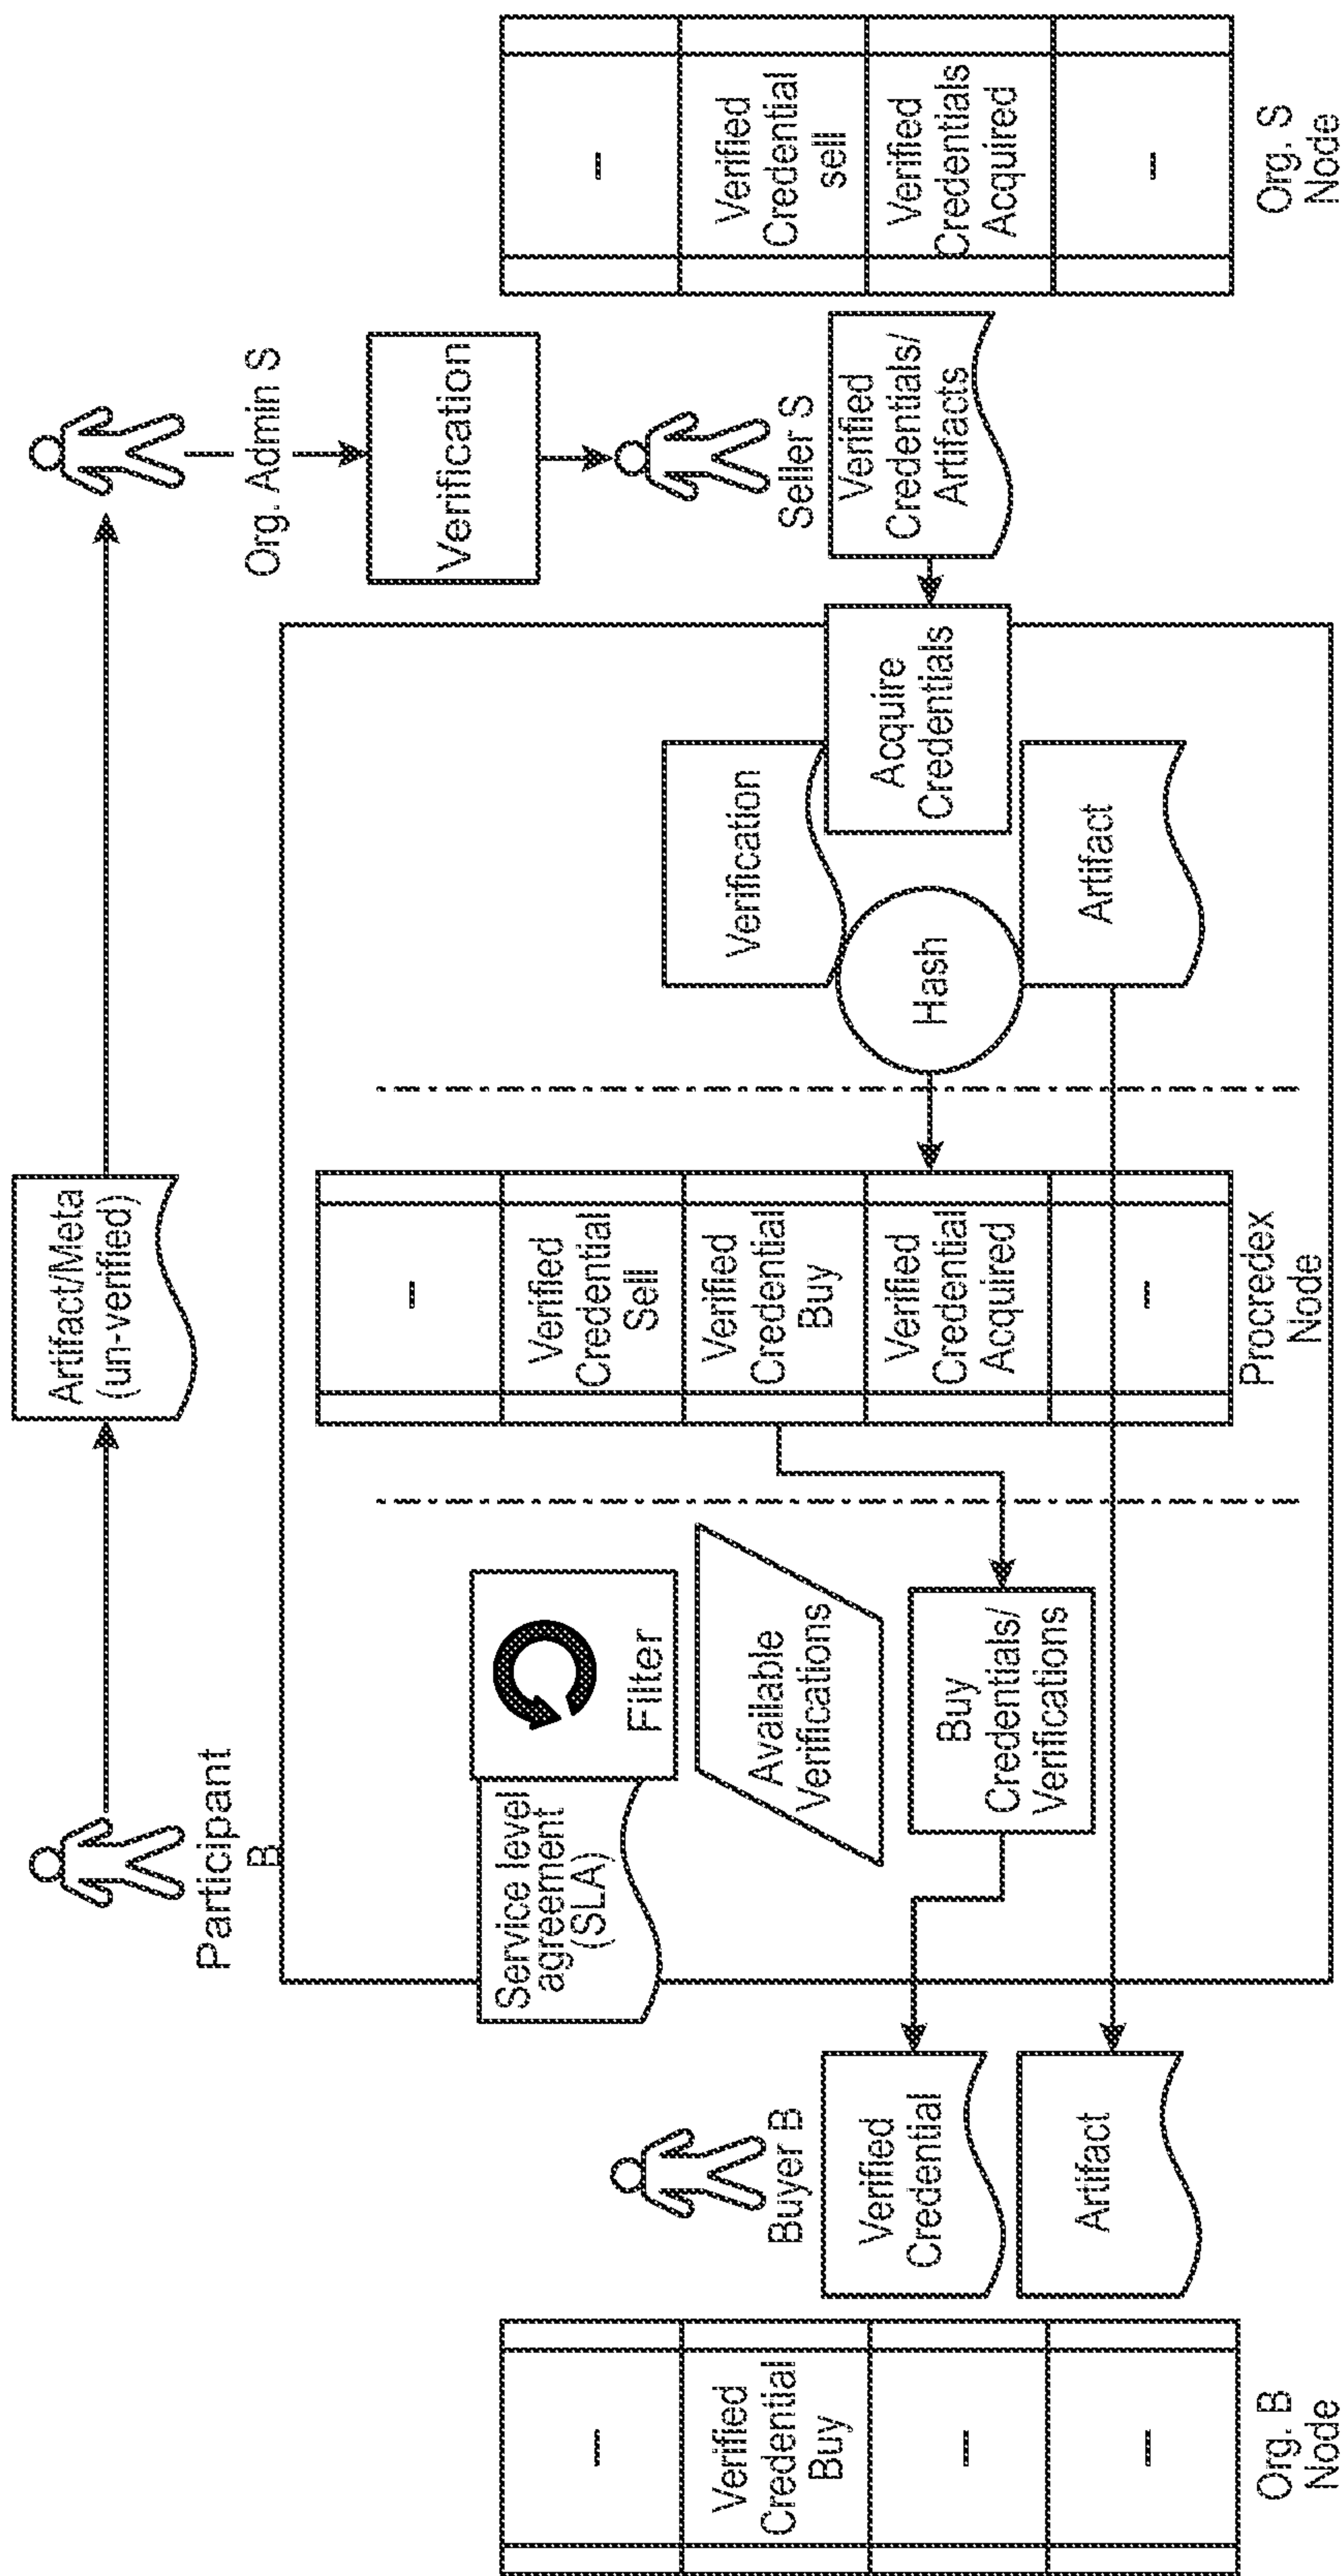 Artifact/Meta
(un-verified)
Participant
B
Org. Admin S
Verification
Seller S
Verified
Credentials/
Artifacts
Org. B
Node
–
Verified
Credential
Buy
–
–
Buyer B
Verified
Credential
Artifact
Service level
agreement
(SLA)
Filter
Available
Verifications
Buy
Credentials/
Verifications
–
Verified
Credential
Sell
Verified
Credential
Buy
Verified
Credential
Acquired
–
Procredex
Node
Verification
Hash
Artifact
Acquire
Credentials
–
Verified
Credential
sell
Verified
Credentials
Acquired
–
Org. S
Node